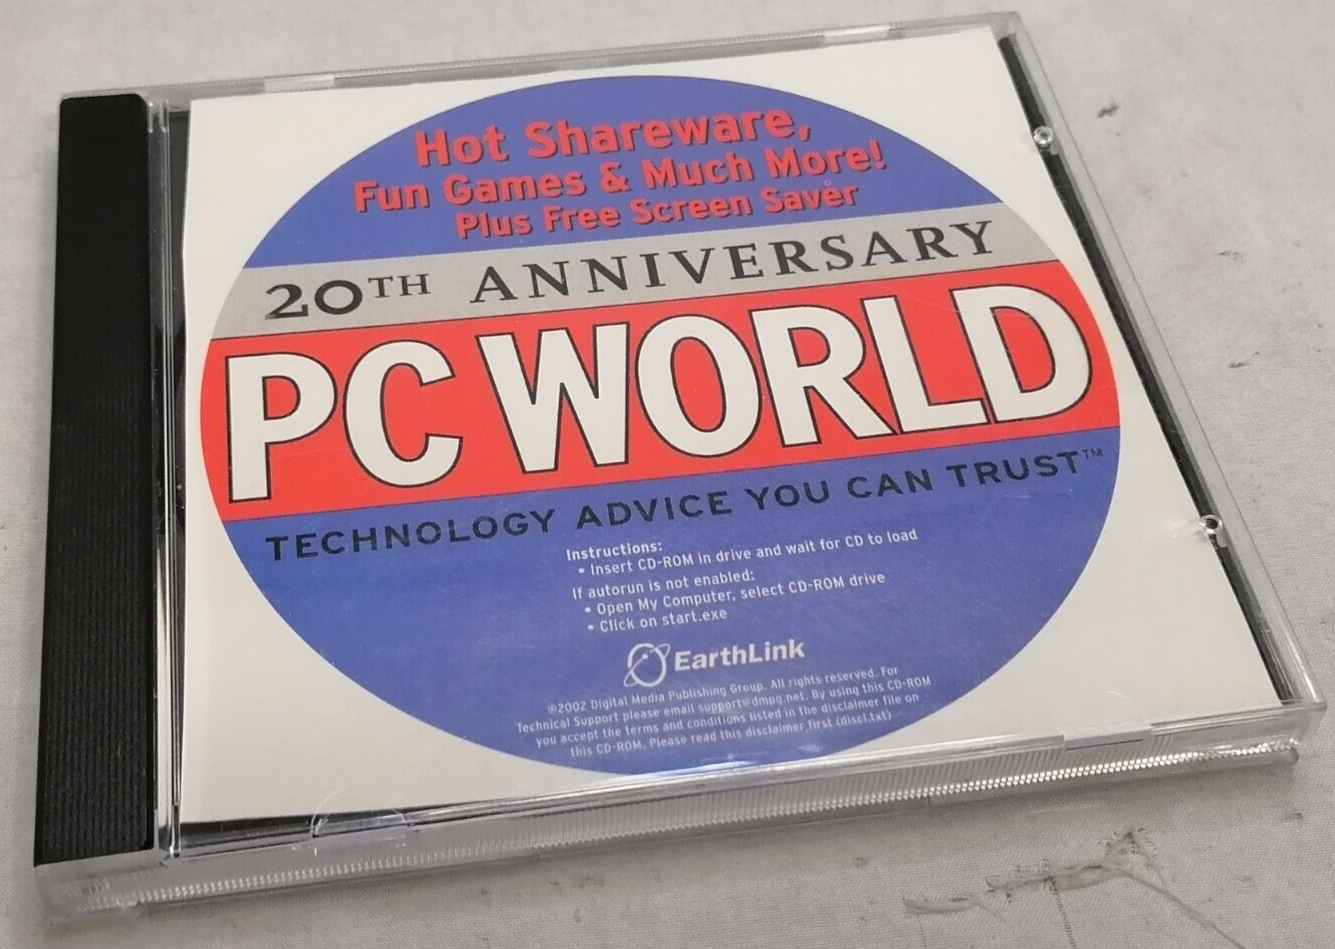 Hot Shareware,
Fun Games & Much More!
Plus Free Screen Saver
20TH ANNIVERSARY
PC WORLD
TECHNOLOGY ADVICE YOU CAN TRUST™
Instructions:
• Insert CD-ROM in drive and wait for CD to load
If autorun is not enabled:
• Open My Computer, select CD-ROM drive
• Click on start.exe
EarthLink
©2002 Digital Media Publishing Group. All rights reserved. For
Technical Support please email support@dmpg.net. By using this CD-ROM
you accept the terms and conditions listed in the disclaimer file on
this CD-ROM. Please read this disclaimer first (discl.txt)